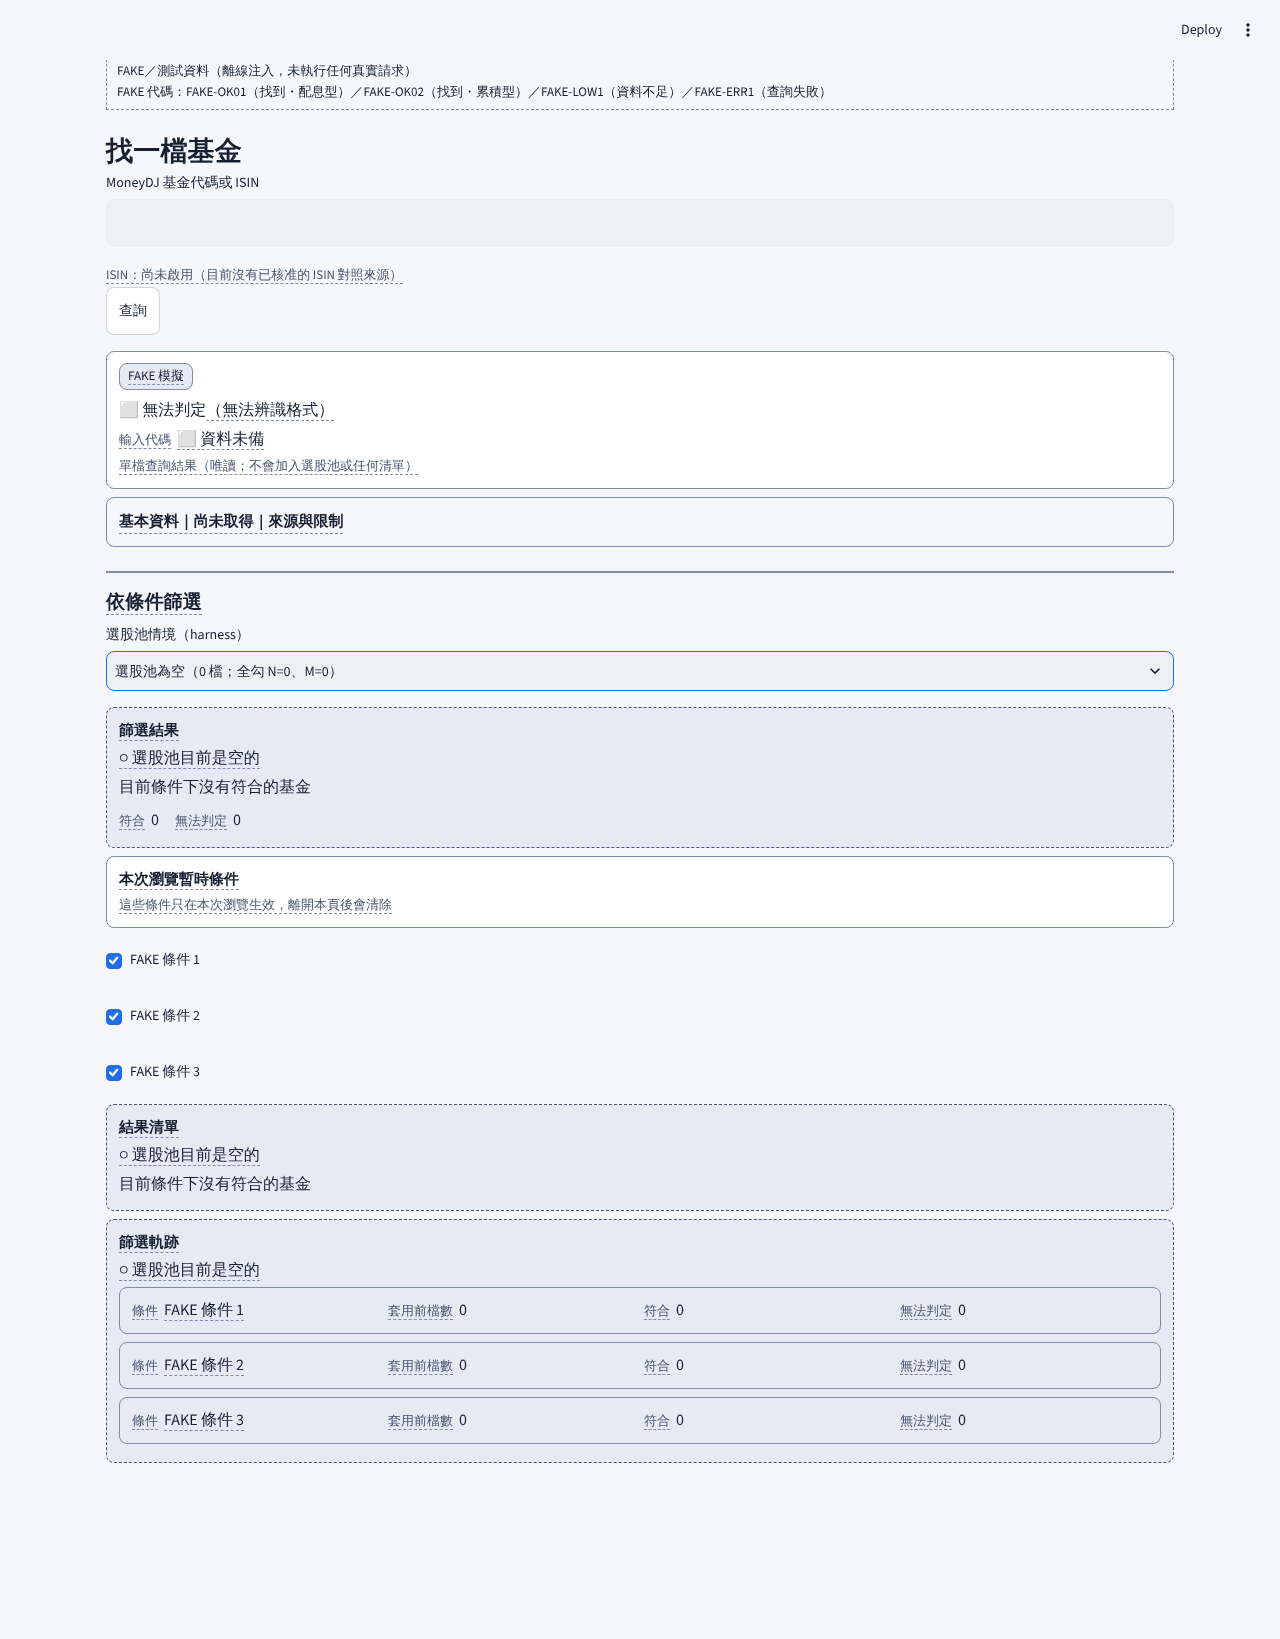 Deploy
FAKE／測試資料（離線注入，未執行任何真實請求）
FAKE 代碼：FAKE-OK01（找到・配息型）／FAKE-OK02（找到・累積型）／FAKE-LOW1（資料不足）／FAKE-ERR1（查詢失敗）
找一檔基金
MoneyDJ 基金代碼或 ISIN
ISIN：尚未啟用（目前沒有已核准的 ISIN 對照來源）
查詢
FAKE 模擬
⬜ 無法判定（無法辨識格式）
輸入代碼 ⬜ 資料未備
單檔查詢結果（唯讀；不會加入選股池或任何清單）
基本資料｜尚未取得｜來源與限制
依條件篩選
選股池情境（harness）
選股池為空（0 檔；全勾 N=0、M=0）
篩選結果
○ 選股池目前是空的
目前條件下沒有符合的基金
符合 0 無法判定 0
本次瀏覽暫時條件
這些條件只在本次瀏覽生效，離開本頁後會清除
FAKE 條件 1
FAKE 條件 2
FAKE 條件 3
結果清單
○ 選股池目前是空的
目前條件下沒有符合的基金
篩選軌跡
○ 選股池目前是空的
條件 FAKE 條件 1 套用前檔數 0 符合 0 無法判定 0
條件 FAKE 條件 2 套用前檔數 0 符合 0 無法判定 0
條件 FAKE 條件 3 套用前檔數 0 符合 0 無法判定 0